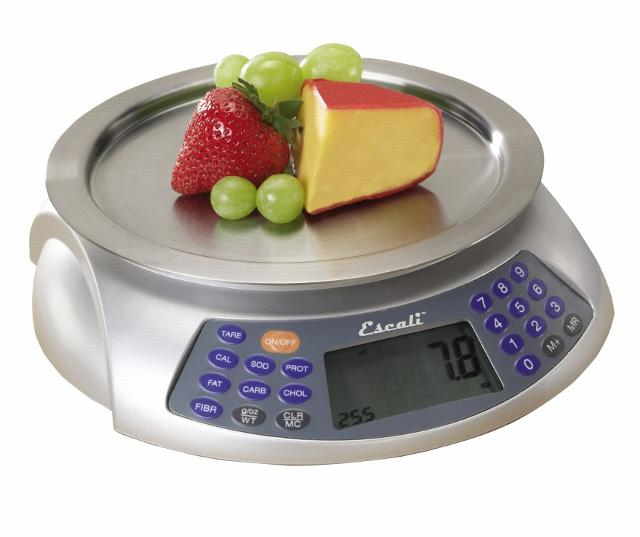 Escali™
TARE ON/OFF
CAL SOD PROT
FAT CARB CHOL
FIBR g/oz WT CLR MC
7.8
255
7 8 9
4 5 6
1 2 3
0 M+ MR